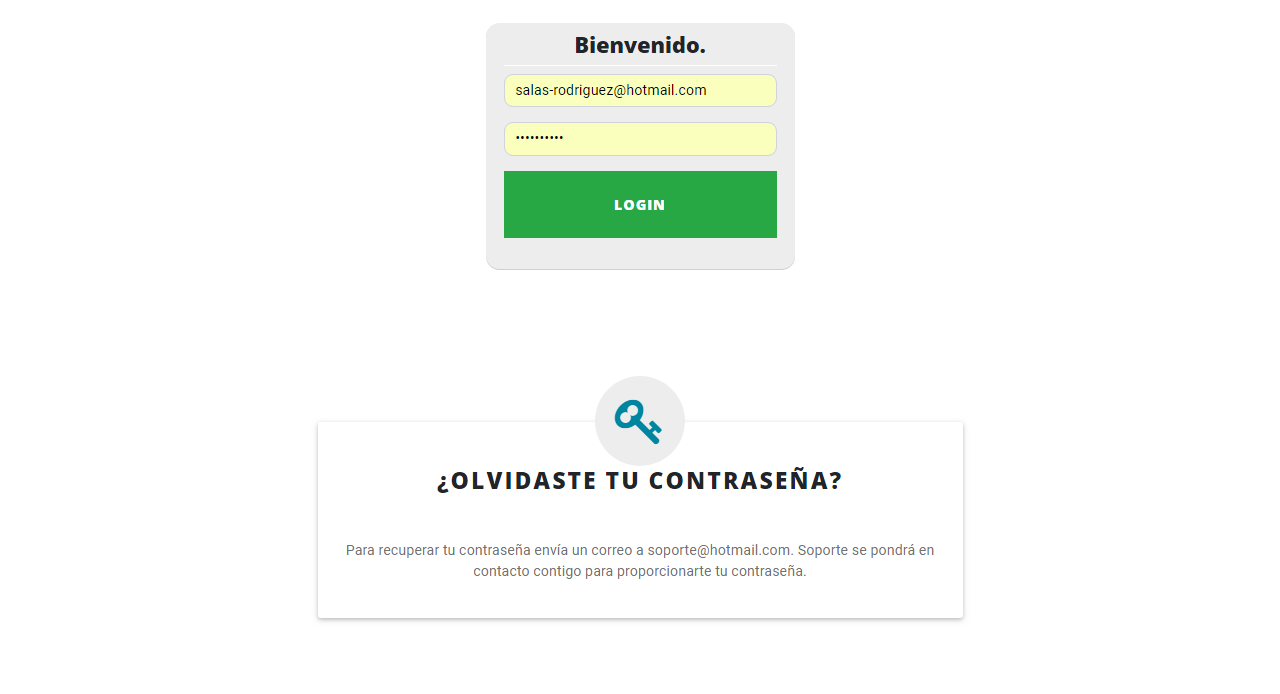 Bienvenido.
salas-rodriguez@hotmail.com
••••••••••
LOGIN
¿OLVIDASTE TU CONTRASEÑA?
Para recuperar tu contraseña envía un correo a soporte@hotmail.com. Soporte se pondrá en
contacto contigo para proporcionarte tu contraseña.